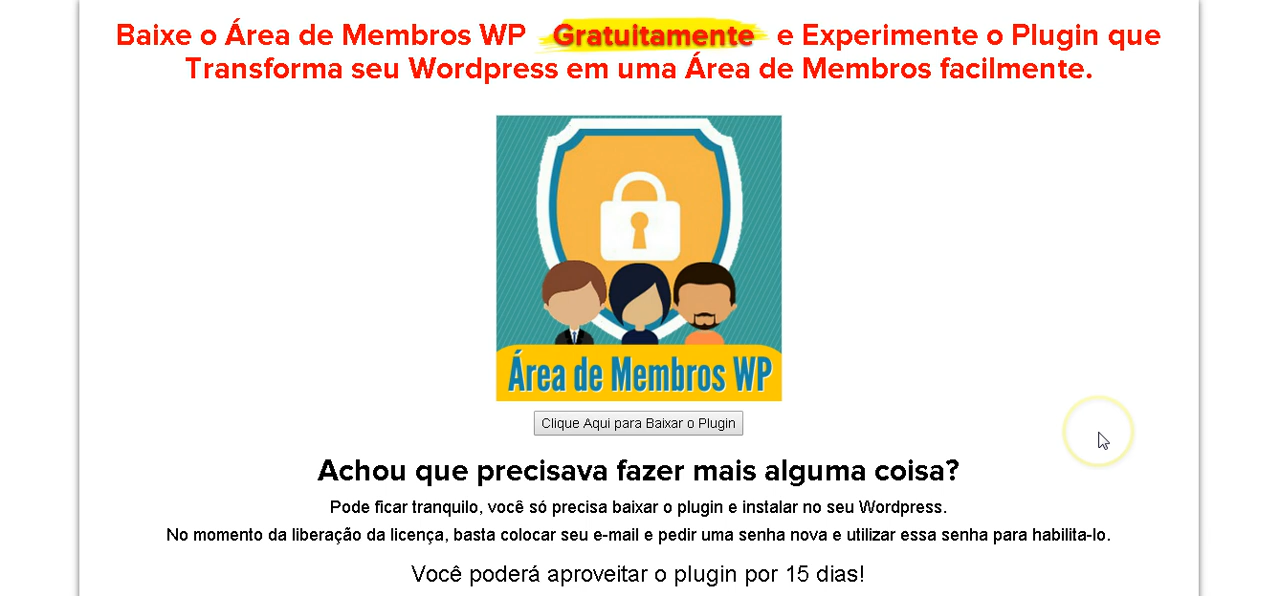 Baixe o Área de Membros WP Gratuitamente e Experimente o Plugin que
Transforma seu Wordpress em uma Área de Membros facilmente.
Área de Membros WP
Clique Aqui para Baixar o Plugin
Achou que precisava fazer mais alguma coisa?
Pode ficar tranquilo, você só precisa baixar o plugin e instalar no seu Wordpress.
No momento da liberação da licença, basta colocar seu e-mail e pedir uma senha nova e utilizar essa senha para habilita-lo.
Você poderá aproveitar o plugin por 15 dias!